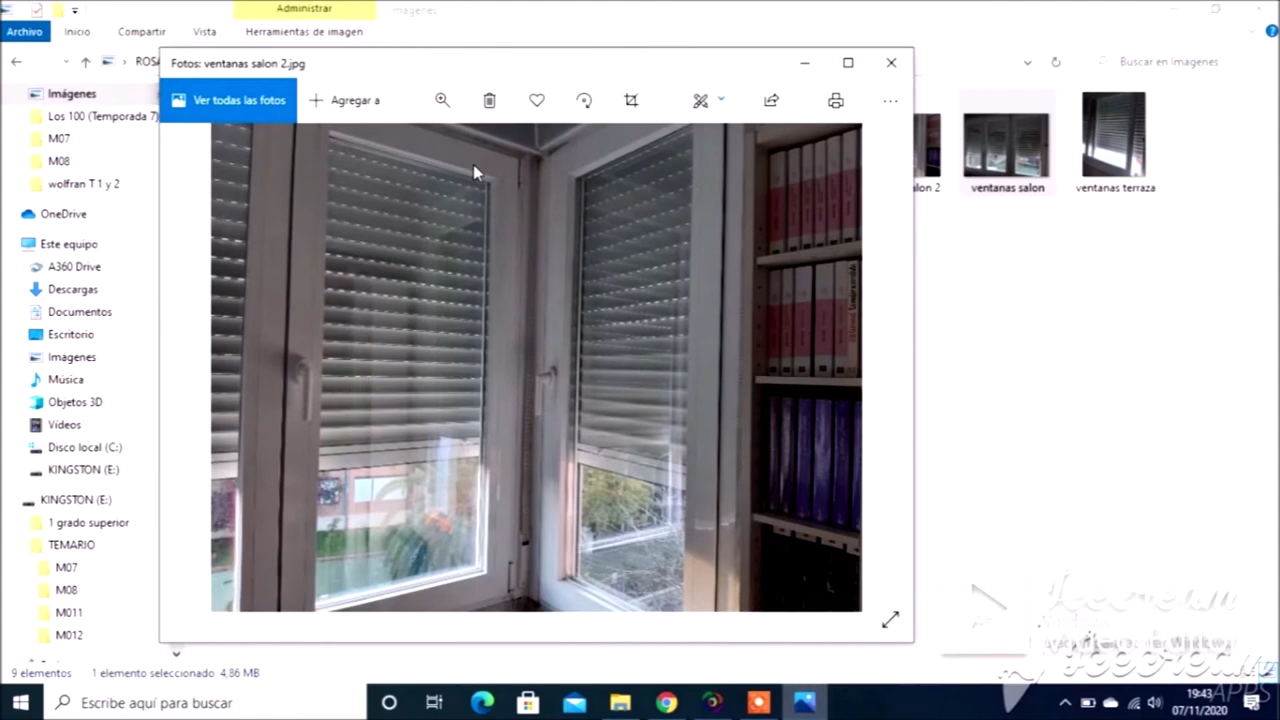 Administrar
Imágenes
Archivo
Inicio
Compartir
Vista
Herramientas de imagen
ROSA
Buscar en Imágenes
Fotos: ventanas salon 2.jpg
Ver todas las fotos
Agregar a
Imágenes
Los 100 (Temporada 7)
M07
M08
wolfran T 1 y 2
OneDrive
Este equipo
A360 Drive
Descargas
Documentos
Escritorio
Imágenes
Música
Objetos 3D
Vídeos
Disco local (C:)
KINGSTON (E:)
KINGSTON (E:)
1 grado superior
TEMARIO
M07
M08
M011
M012
alon 2
ventanas salon
ventanas terraza
9 elementos
1 elemento seleccionado 4,86 MB
Icecream
APPS
Escribe aquí para buscar
19:43
07/11/2020